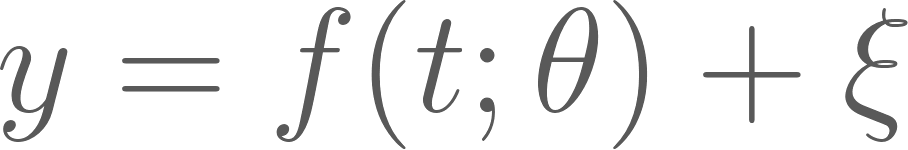 y = f(t; θ) + ξ